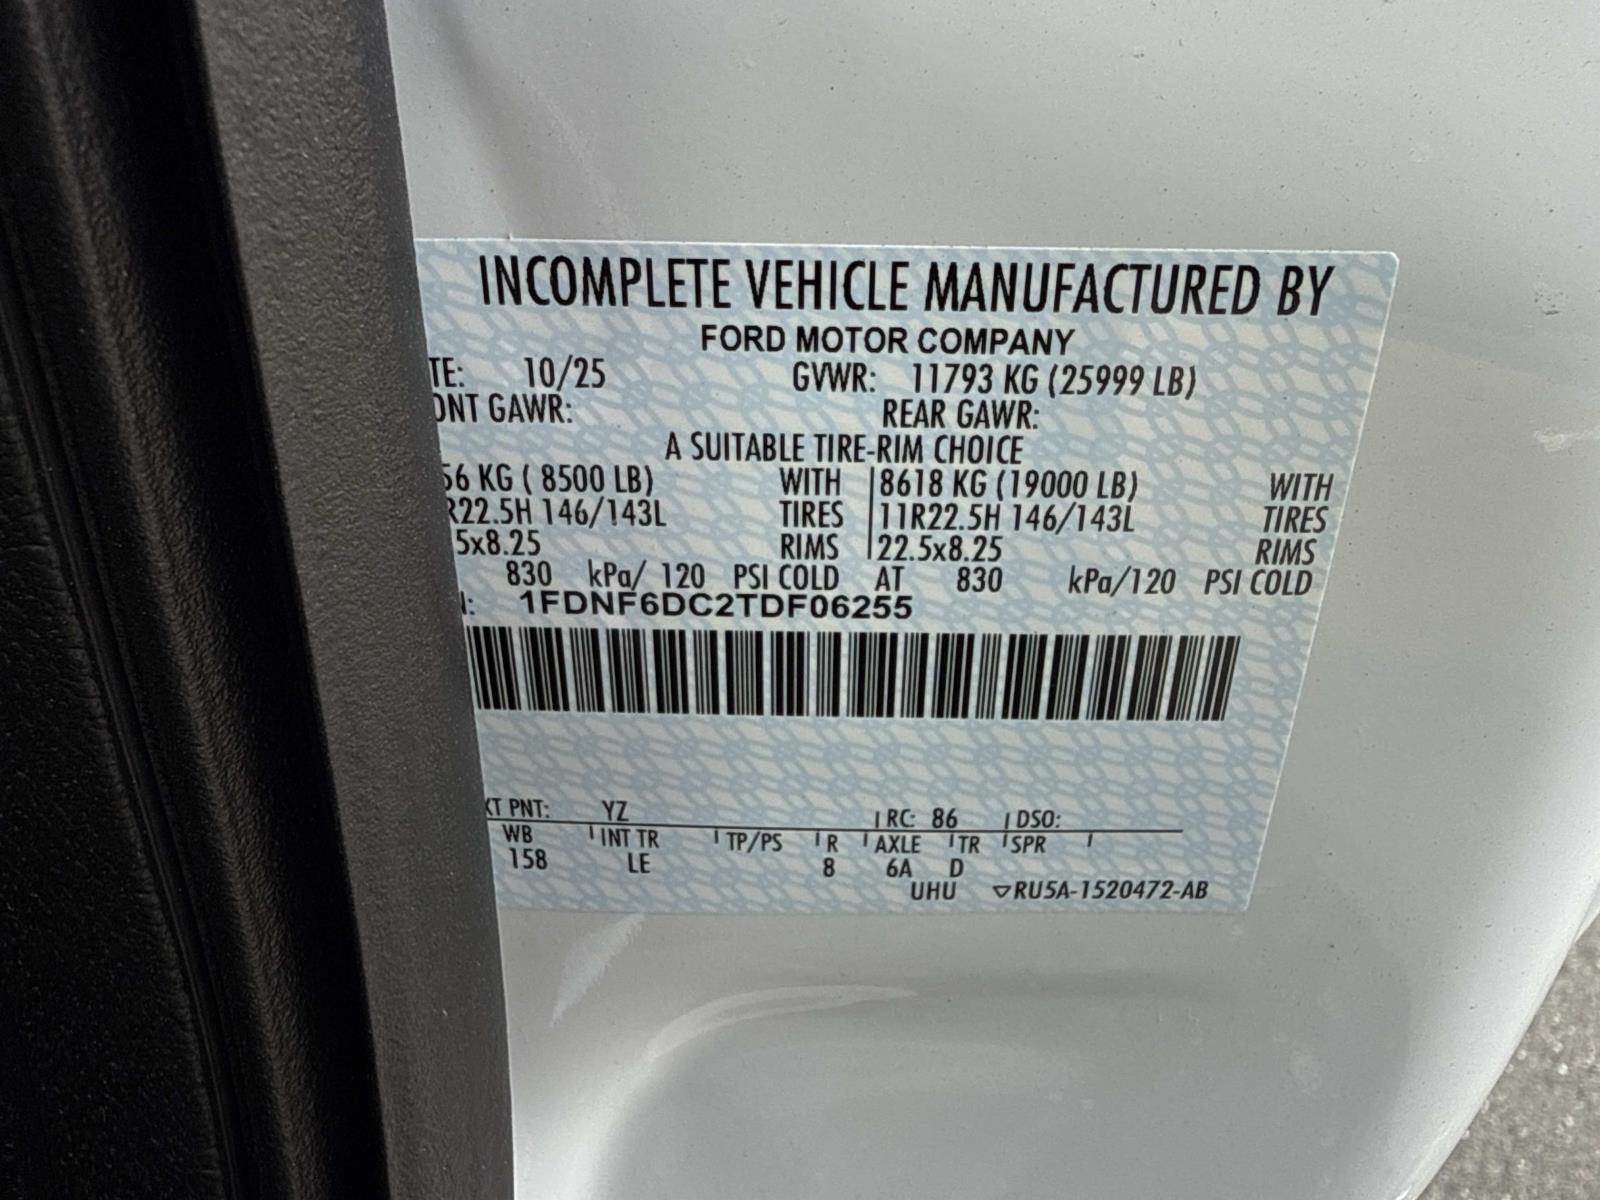 INCOMPLETE VEHICLE MANUFACTURED BY
FORD MOTOR COMPANY
TE: 10/25 GVWR: 11793 KG (25999 LB)
ONT GAWR: REAR GAWR:
A SUITABLE TIRE-RIM CHOICE
56 KG ( 8500 LB) WITH 8618 KG (19000 LB) WITH
R22.5H 146/143L TIRES 11R22.5H 146/143L TIRES
5x8.25 RIMS 22.5x8.25 RIMS
830 kPa/ 120 PSI COLD AT 830 kPa/120 PSI COLD
N: 1FDNF6DC2TDF06255
XT PNT: YZ RC: 86 DSO:
WB INT TR TP/PS R AXLE TR SPR
158 LE 8 6A D
UHU RU5A-1520472-AB